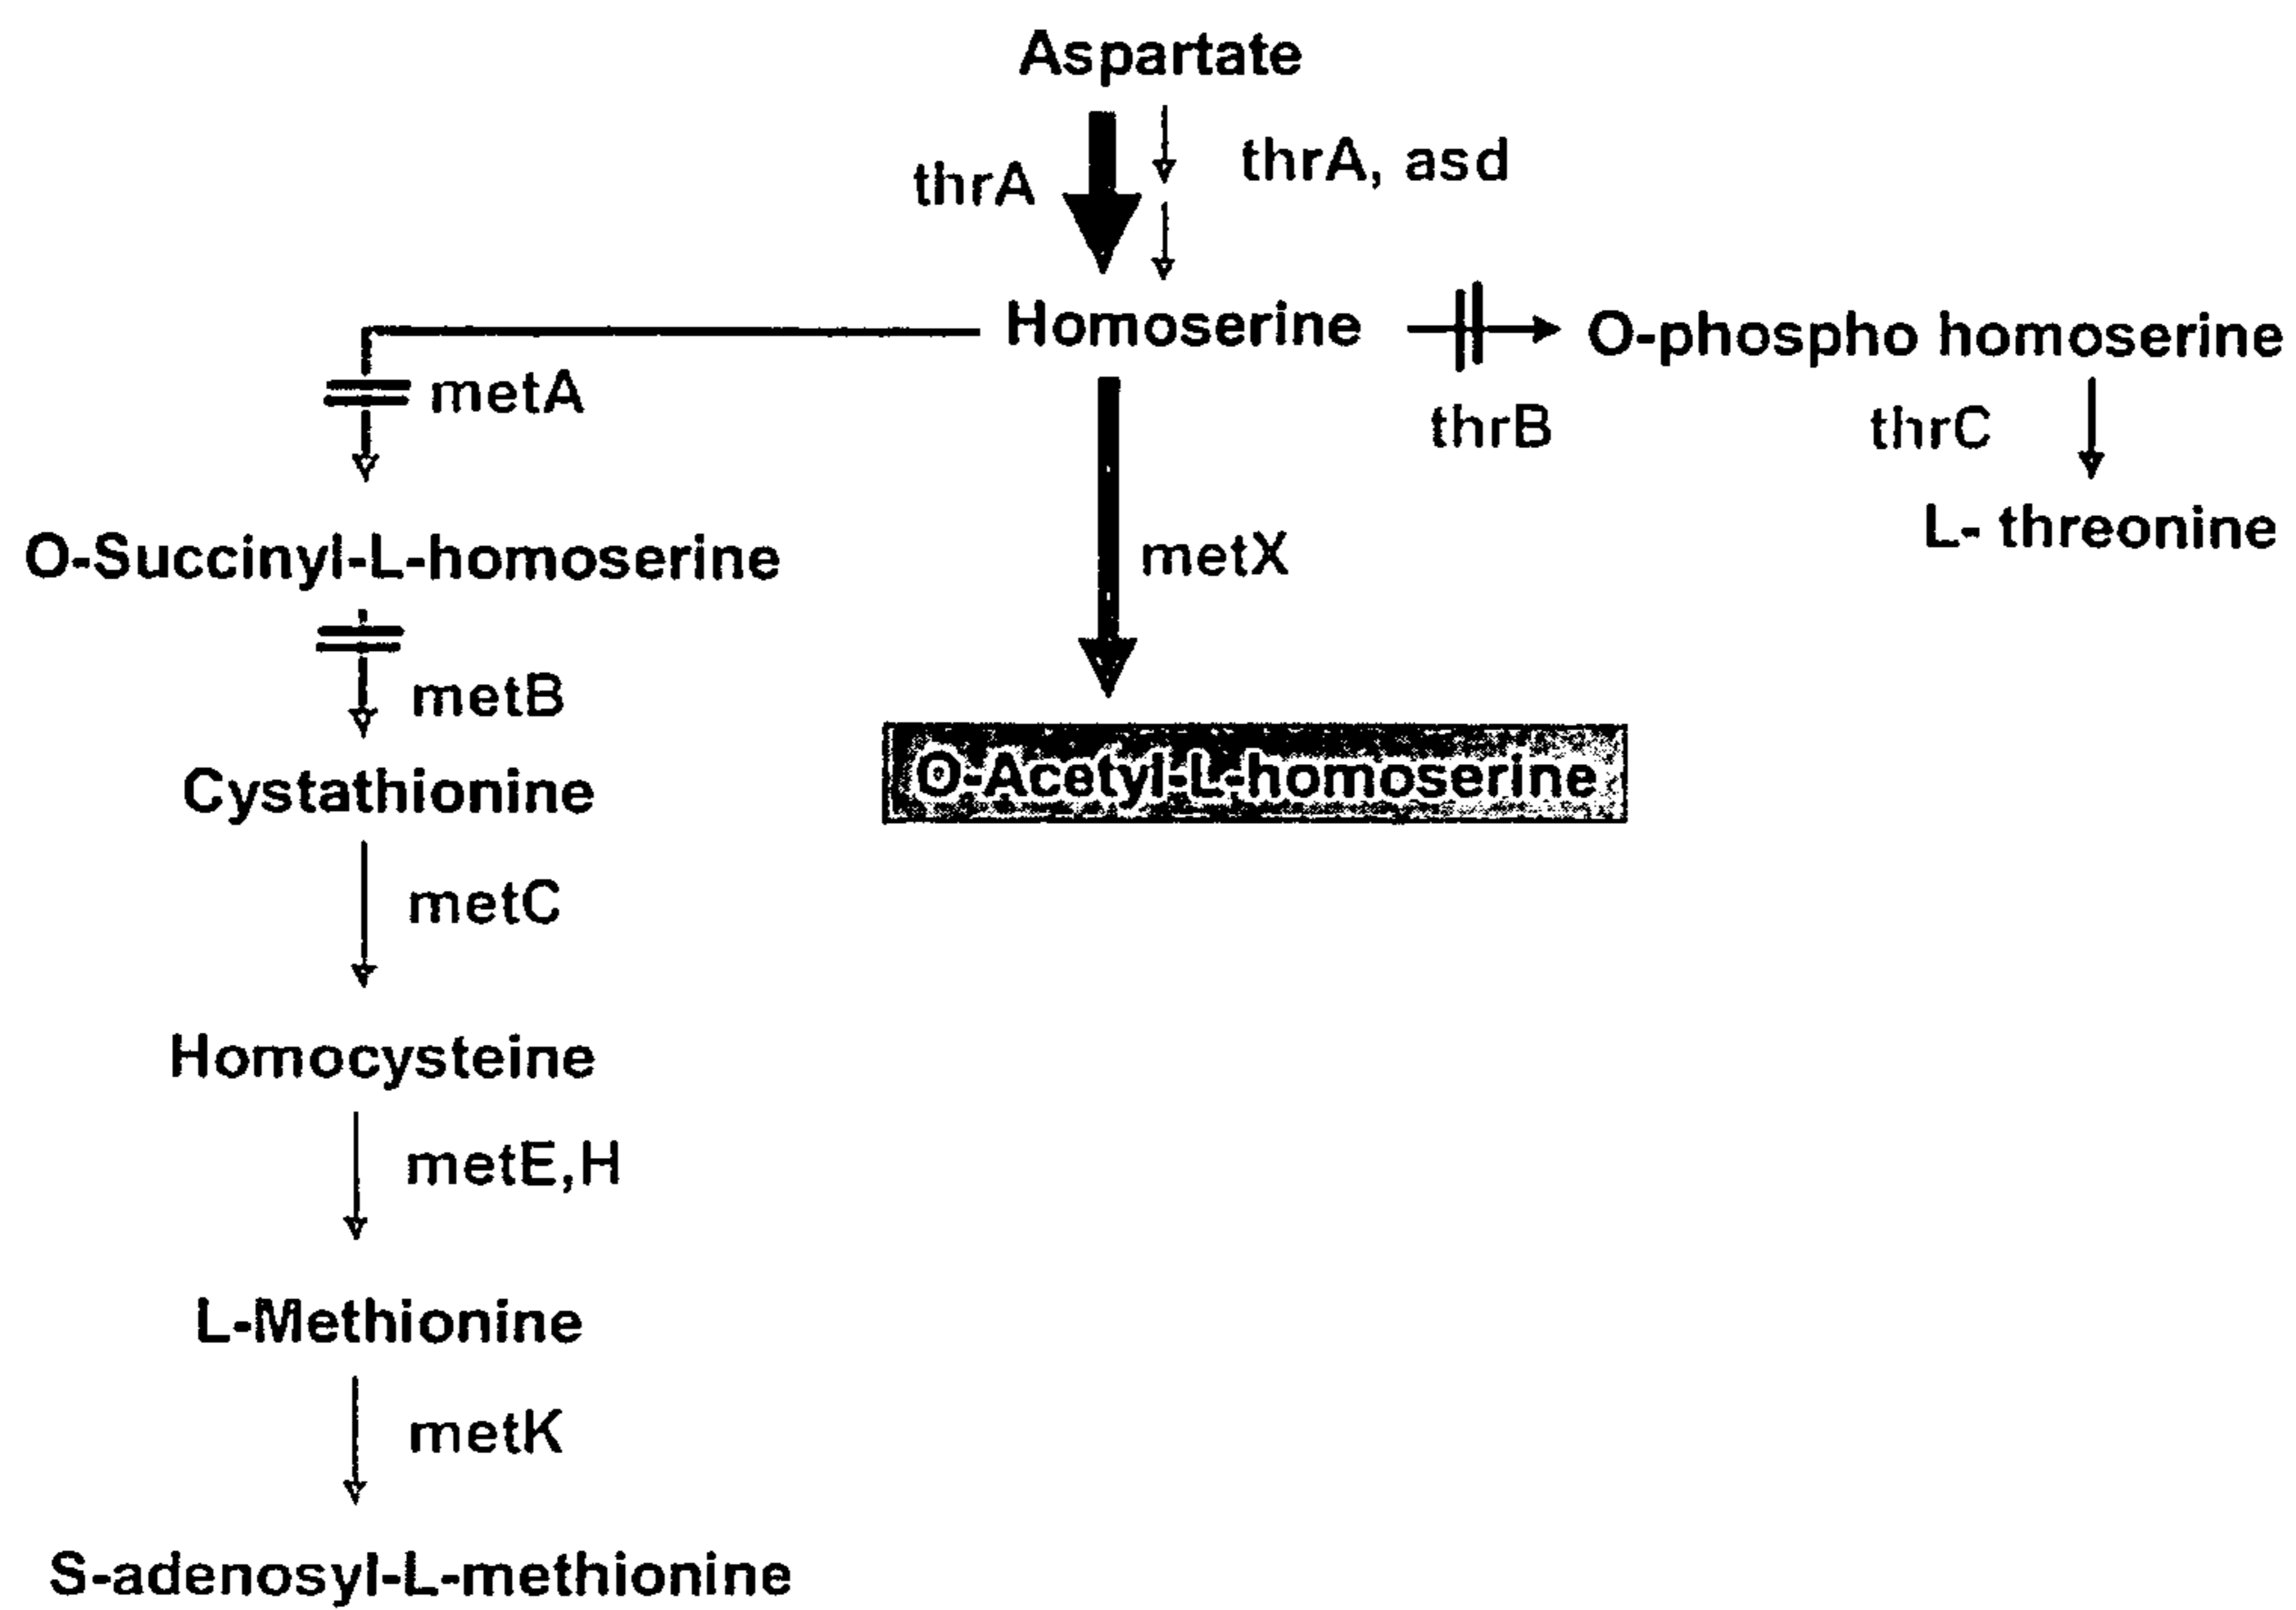 Aspartate
thrA
thrA, asd
Homoserine
O-phospho homoserine
metA
thrB
thrC
L- threonine
O-Succinyl-L-homoserine
metX
metB
Cystathionine
O-Acetyl-L-homoserine
metC
Homocysteine
metE,H
L-Methionine
metK
S-adenosyl-L-methionine